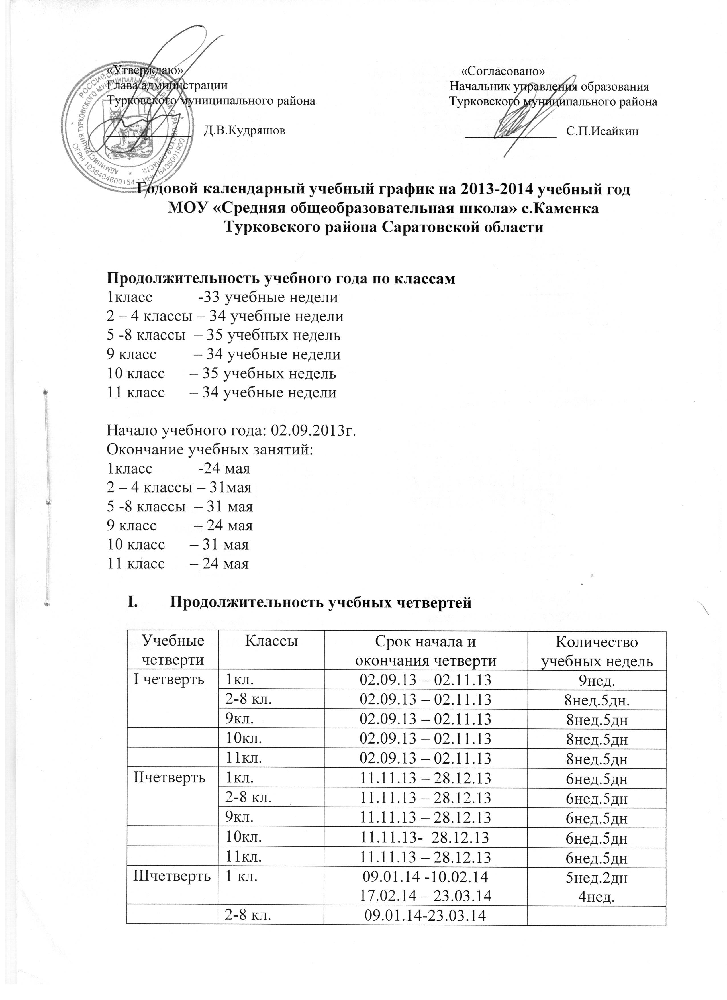 «Утверждаю»
Глава администрации
Турковского муниципального района
Д.В.Кудряшов
«Согласовано»
Начальник управления образования
Турковского муниципального района
С.П.Исайкин
РОССИЙСКАЯ ФЕДЕРАЦИЯ
АДМИНИСТРАЦИЯ ТУРКОВСКОГО МУНИЦИПАЛЬНОГО РАЙОНА САРАТОВСКОЙ ОБЛАСТИ
ОГРН 1036404600154 * ИНН 6435001900
Годовой календарный учебный график на 2013-2014 учебный год
МОУ «Средняя общеобразовательная школа» с.Каменка
Турковского района Саратовской области
Продолжительность учебного года по классам
1класс -33 учебные недели
2 – 4 классы – 34 учебные недели
5 -8 классы – 35 учебных недель
9 класс – 34 учебные недели
10 класс – 35 учебных недель
11 класс – 34 учебные недели
Начало учебного года: 02.09.2013г.
Окончание учебных занятий:
1класс -24 мая
2 – 4 классы – 31мая
5 -8 классы – 31 мая
9 класс – 24 мая
10 класс – 31 мая
11 класс – 24 мая
I. Продолжительность учебных четвертей
Учебные четверти Классы Срок начала и окончания четверти Количество учебных недель
I четверть 1кл. 02.09.13 – 02.11.13 9нед.
2-8 кл. 02.09.13 – 02.11.13 8нед.5дн.
9кл. 02.09.13 – 02.11.13 8нед.5дн
10кл. 02.09.13 – 02.11.13 8нед.5дн
11кл. 02.09.13 – 02.11.13 8нед.5дн
IIчетверть 1кл. 11.11.13 – 28.12.13 6нед.5дн
2-8 кл. 11.11.13 – 28.12.13 6нед.5дн
9кл. 11.11.13 – 28.12.13 6нед.5дн
10кл. 11.11.13- 28.12.13 6нед.5дн
11кл. 11.11.13 – 28.12.13 6нед.5дн
IIIчетверть 1 кл. 09.01.14 -10.02.14 5нед.2дн
17.02.14 – 23.03.14 4нед.
2-8 кл. 09.01.14-23.03.14